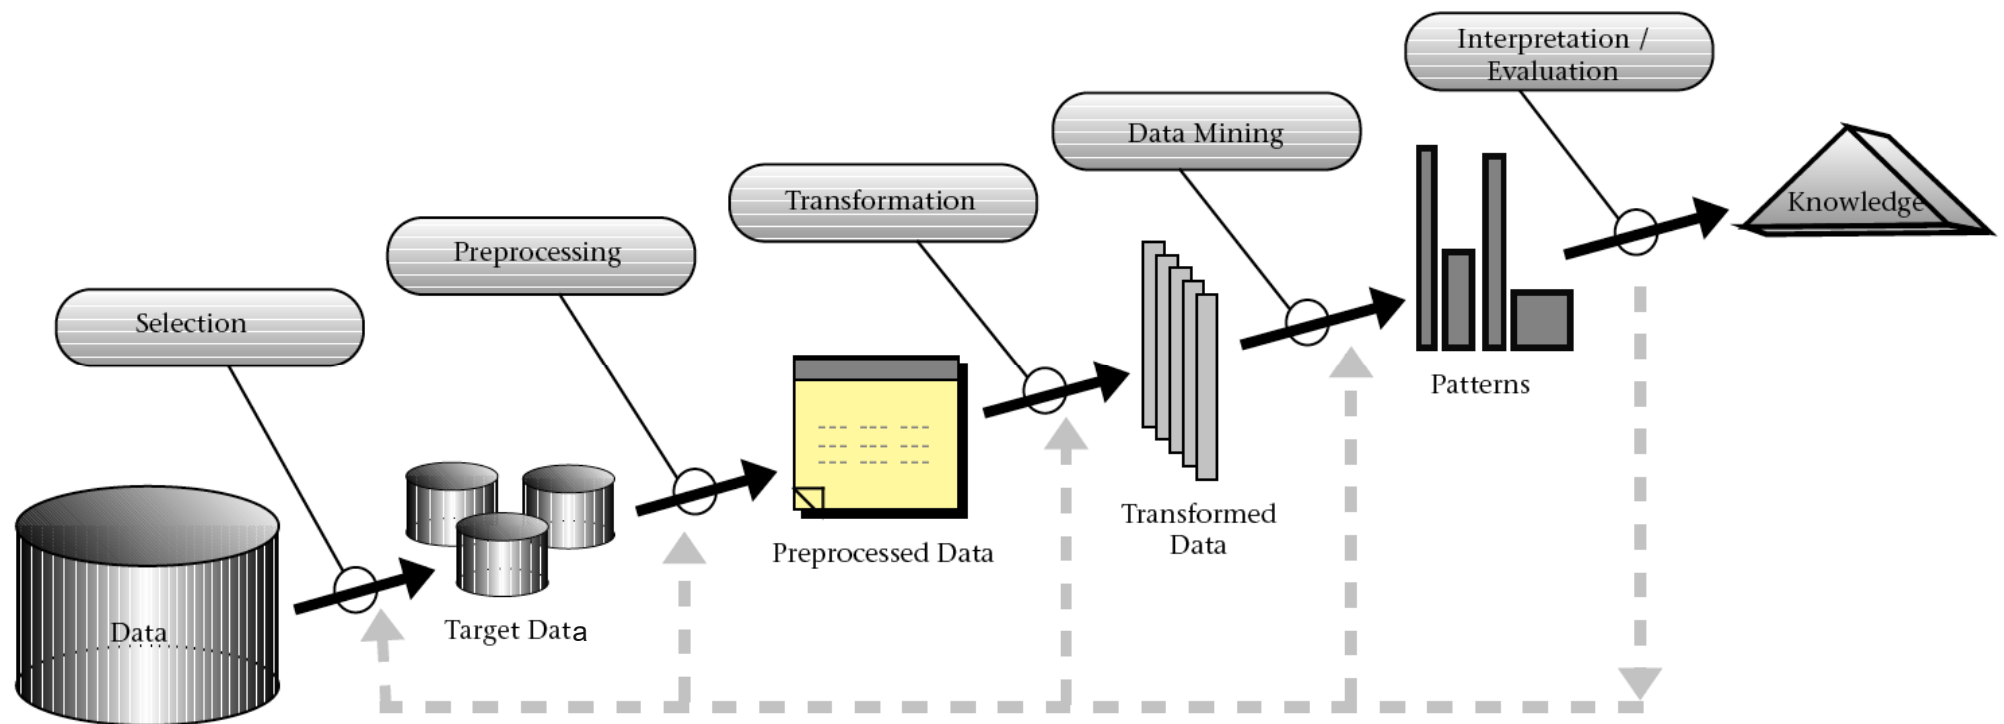 Interpretation /
Evaluation
Data Mining
Transformation
Preprocessing
Selection
Knowledge
Patterns
Transformed
Data
Preprocessed Data
Target Data
Data